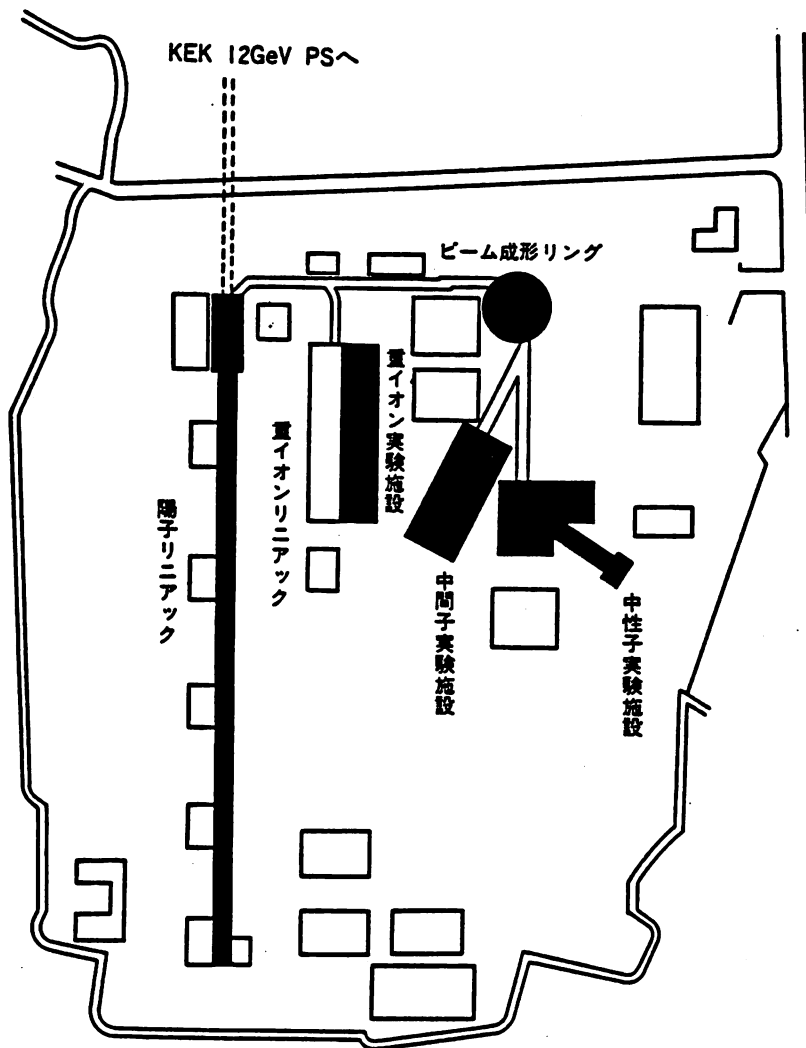 KEK 12GeV PSへ
ビーム成形リング
重イオン実験施設
重イオンリニアック
陽子リニアック
中間子実験施設
中性子実験施設